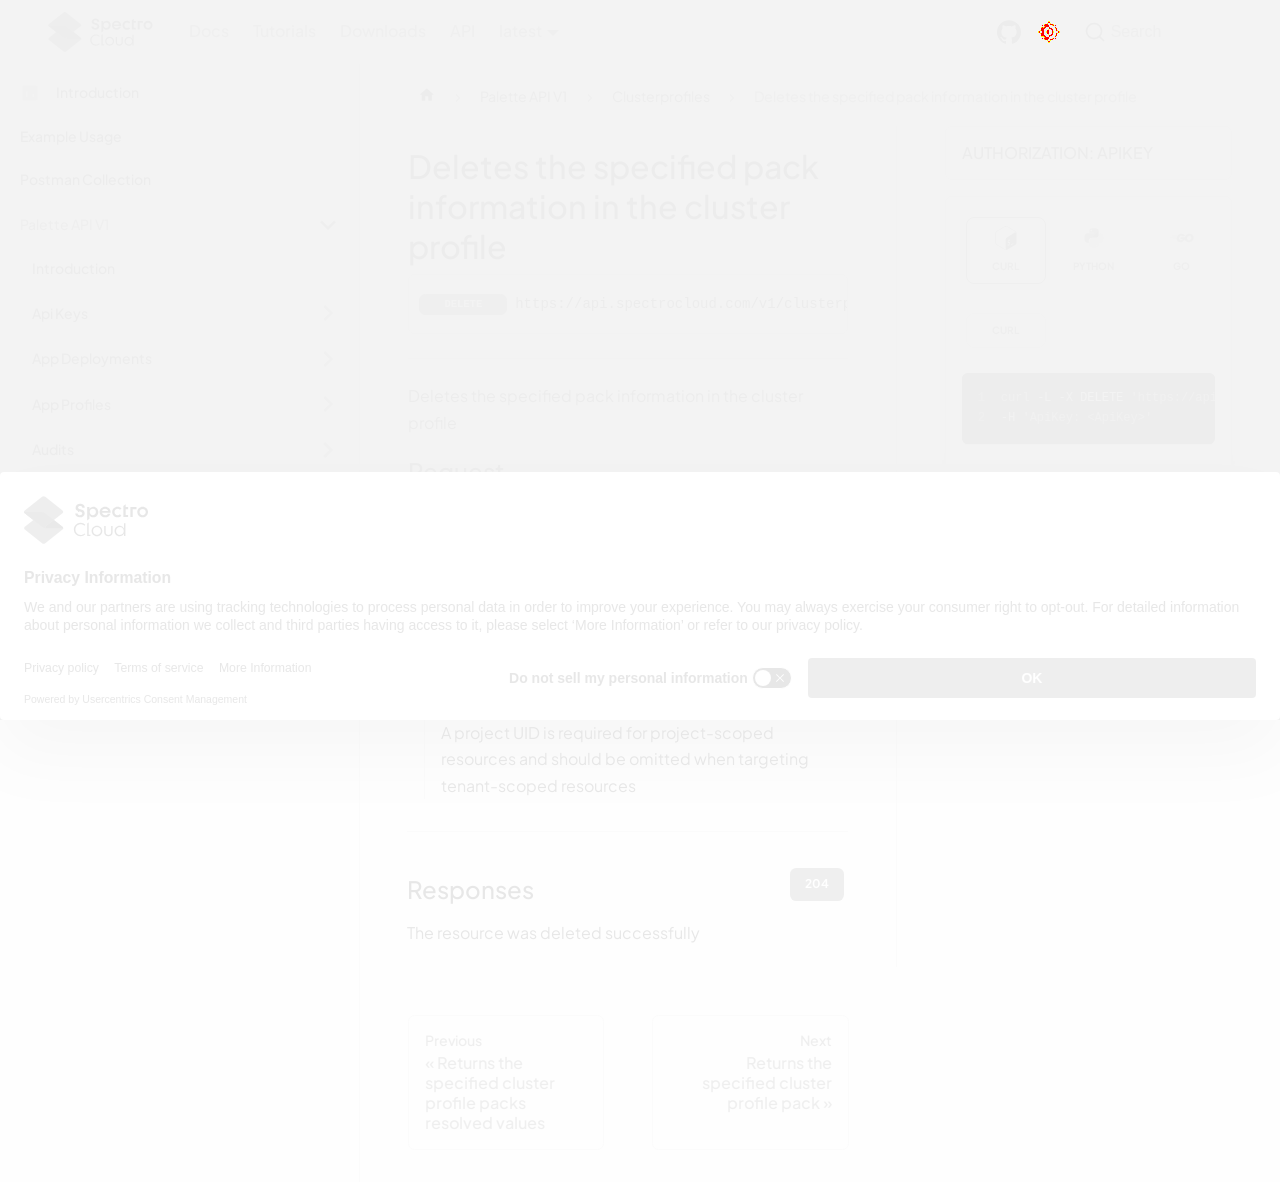 Spectro
Cloud
Docs Tutorials Downloads API latest
Search
Introduction
Palette API V1 Clusterprofiles Deletes the specified pack information in the cluster profile
Example Usage
Postman Collection
Palette API V1
Introduction
Api Keys
App Deployments
App Profiles
Audits
Deletes the specified pack
information in the cluster
profile
https://api.spectrocloud.com/v1/clusterp
Deletes the specified pack information in the cluster
profile
Request
AUTHORIZATION: APIKEY
CURL PYTHON GO
CURL
DELETE
Spectro
Cloud
Privacy Information
We and our partners are using tracking technologies to process personal data in order to improve your experience. You may always exercise your consumer right to opt-out. For detailed information
about personal information we collect and third parties having access to it, please select ‘More Information’ or refer to our privacy policy.
Privacy policy Terms of service More Information
Do not sell my personal information
OK
Powered by Usercentrics Consent Management
A project UID is required for project-scoped
resources and should be omitted when targeting
tenant-scoped resources
Responses
204
The resource was deleted successfully
Previous
« Returns the
specified cluster
profile packs
resolved values
Next
Returns the
specified cluster
profile pack »